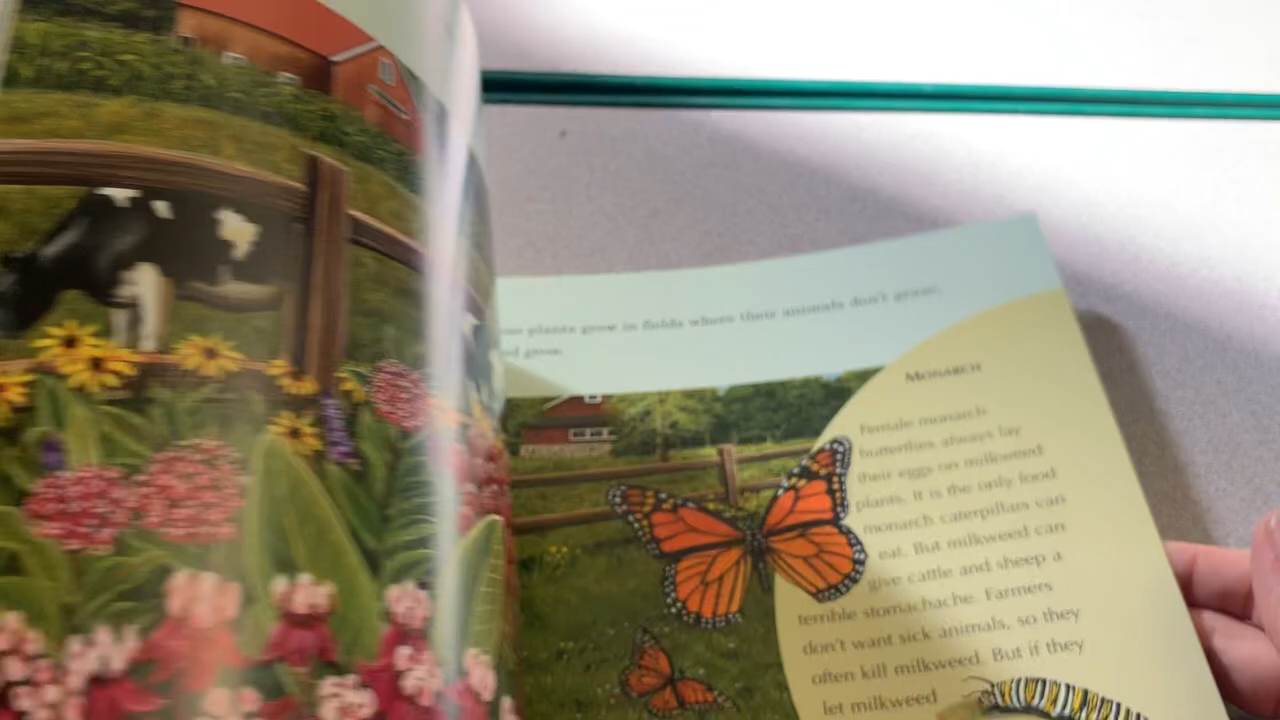 plants grow in fields where their animals don't graze,
grow.
MONARCH
Female monarch
butterflies always lay
their eggs on milkweed
plants. It is the only food
monarch caterpillars can
eat. But milkweed can
give cattle and sheep a
terrible stomachache. Farmers
don't want sick animals, so they
often kill milkweed. But if they
let milkweed